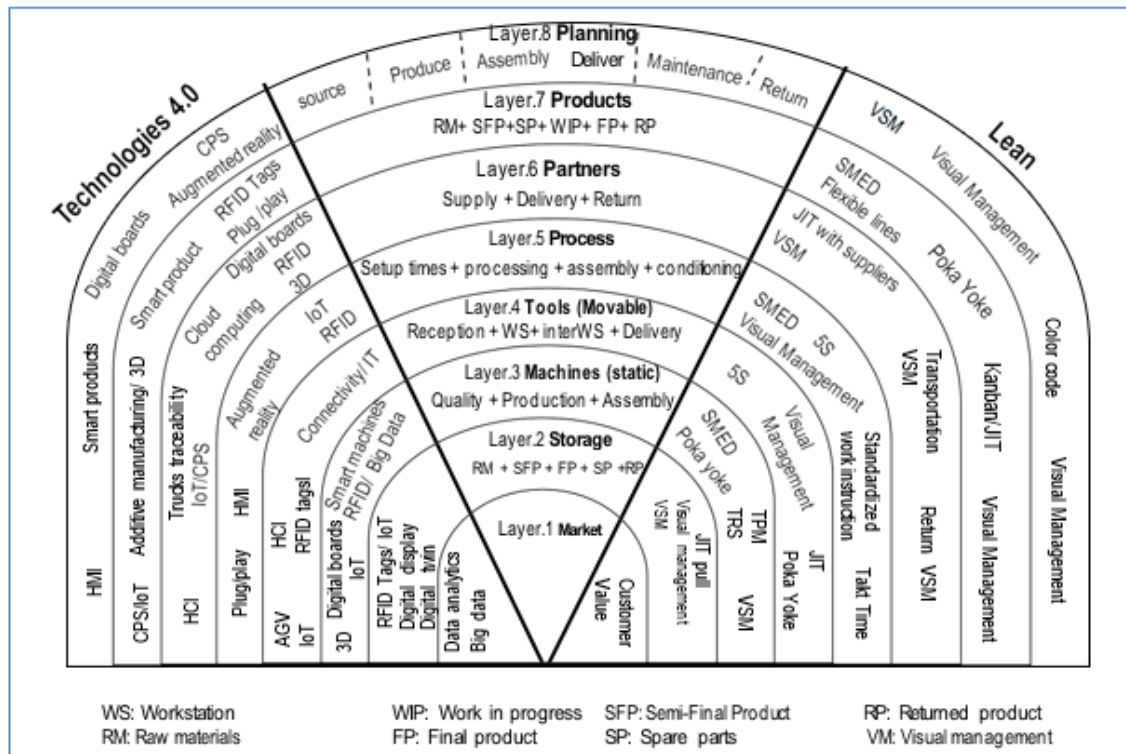 Layer.8 Planning
source
Produce
Assembly
Deliver
Maintenance
Return
Layer.7 Products
RM+ SFP+SP+ WIP+ FP+ RP
Layer.6 Partners
Supply + Delivery + Return
Layer.5 Process
Setup times + processing + assembly + conditioning
Layer.4 Tools (Movable)
Reception + WS+ interWS + Delivery
Layer.3 Machines (static)
Quality + Production + Assembly
Layer.2 Storage
RM + SFP + FP + SP +RP
Layer.1 Market
Technologies 4.0
CPS
Augmented reality
Digital boards
Smart products
HMI
RFID Tags
Plug /play
Smart product
Additive manufacturing/ 3D
CPS/IoT
Digital boards
RFID
3D
Cloud
computing
Trucks traceability
IoT/CPS
HCI
IoT
RFID
Augmented
reality
HMI
Plug/play
Connectivity/ IT
HCI
RFID tagsI
AGV
IoT
Smart machines
RFID/ Big Data
Digital boards
IoT
3D
RFID Tags/ IoT
Digital display
Digital twin
Data analytics
Big data
Lean
VSM
Visual Management
Color code
Visual Management
SMED
Flexible lines
Poka Yoke
Kanban/JIT
Visual Management
JIT with suppliers
VSM
Transportation
VSM
Return VSM
SMED
5S
Visual Management
Standardized
work instruction
Takt Time
5S
Visual
Management
JIT
Poka Yoke
SMED
Poka yoke
TPM
TRS
VSM
JIT pull
Visual management
VSM
Customer
Value
WS: Workstation
WIP: Work in progress
SFP: Semi-Final Product
RP: Returned product
RM: Raw materials
FP: Final product
SP: Spare parts
VM: Visual management